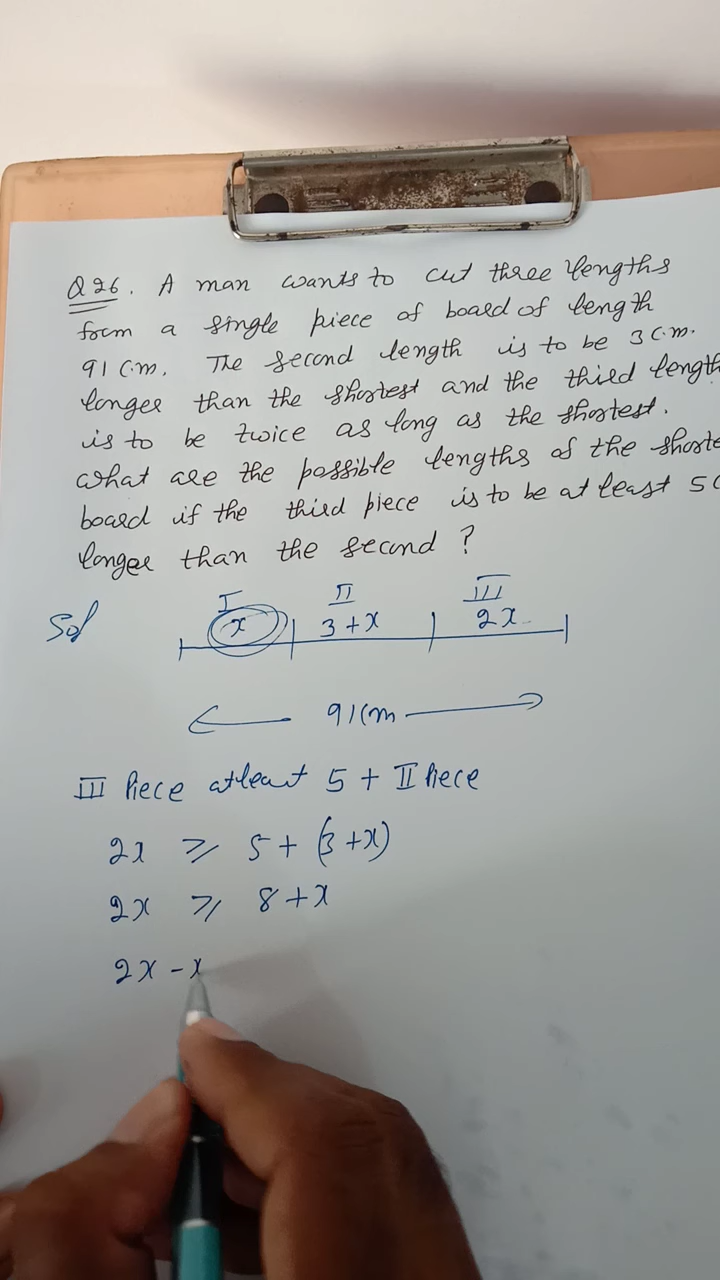 Q26. A man wants to cut three lengths
from a single piece of board of length
91 cm. The second length is to be 3 c.m.
longer than the shortest and the third length
is to be twice as long as the shortest.
what are the possible lengths of the shorte
board if the third piece is to be at least 5 c
longer than the second ?
Sol
I II III
x 3+x 2x
91 cm
III Piece atleast 5 + II Piece
2x ⩾ 5 + (3+x)
2x ⩾ 8+x
2x - x